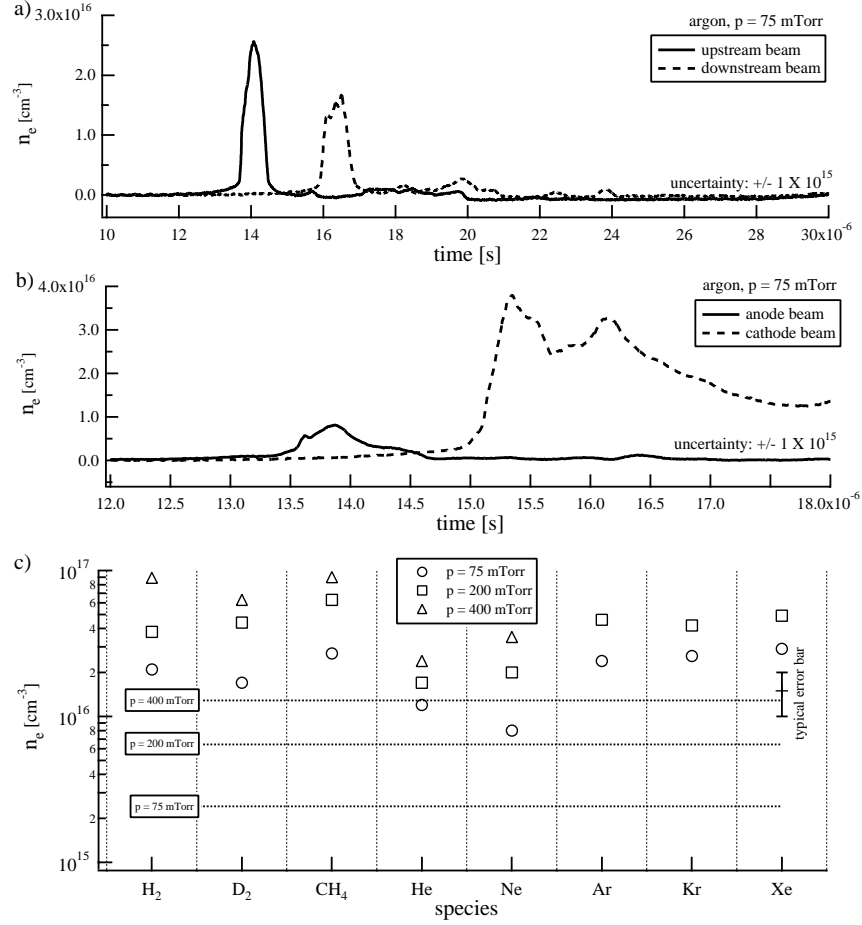 a)
3.0x10^16
2.0
1.0
0.0
n_e [cm^-3]
argon, p = 75 mTorr
upstream beam
downstream beam
uncertainty: +/- 1 X 10^15
10 12 14 16 18 20 22 24 26 28 30x10^-6
time [s]
b)
4.0x10^16
3.0
2.0
1.0
0.0
n_e [cm^-3]
argon, p = 75 mTorr
anode beam
cathode beam
uncertainty: +/- 1 X 10^15
12.0 12.5 13.0 13.5 14.0 14.5 15.0 15.5 16.0 16.5 17.0 18.0x10^-6
time [s]
c)
10^17
8
6
4
2
10^16
8
6
4
2
10^15
n_e [cm^-3]
p = 75 mTorr
p = 200 mTorr
p = 400 mTorr
p = 400 mTorr
p = 200 mTorr
p = 75 mTorr
typical error bar
H_2 D_2 CH_4 He Ne Ar Kr Xe
species